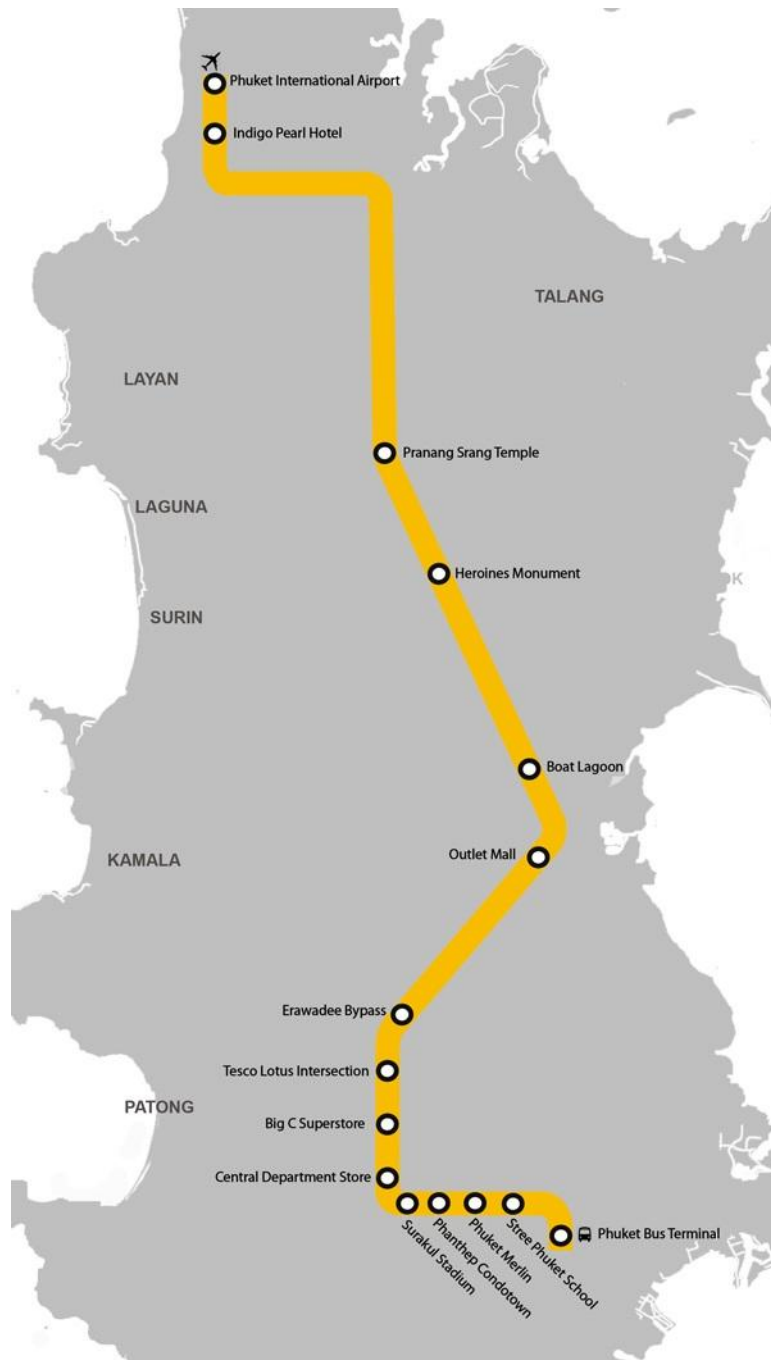 Phuket International Airport
Indigo Pearl Hotel
TALANG
LAYAN
Pranang Srang Temple
LAGUNA
Heroines Monument
SURIN
Boat Lagoon
Outlet Mall
KAMALA
Erawadee Bypass
Tesco Lotus Intersection
PATONG
Big C Superstore
Central Department Store
Surakul Stadium
Phanthep Condotown
Phuket Merlin
Stree Phuket School
Phuket Bus Terminal